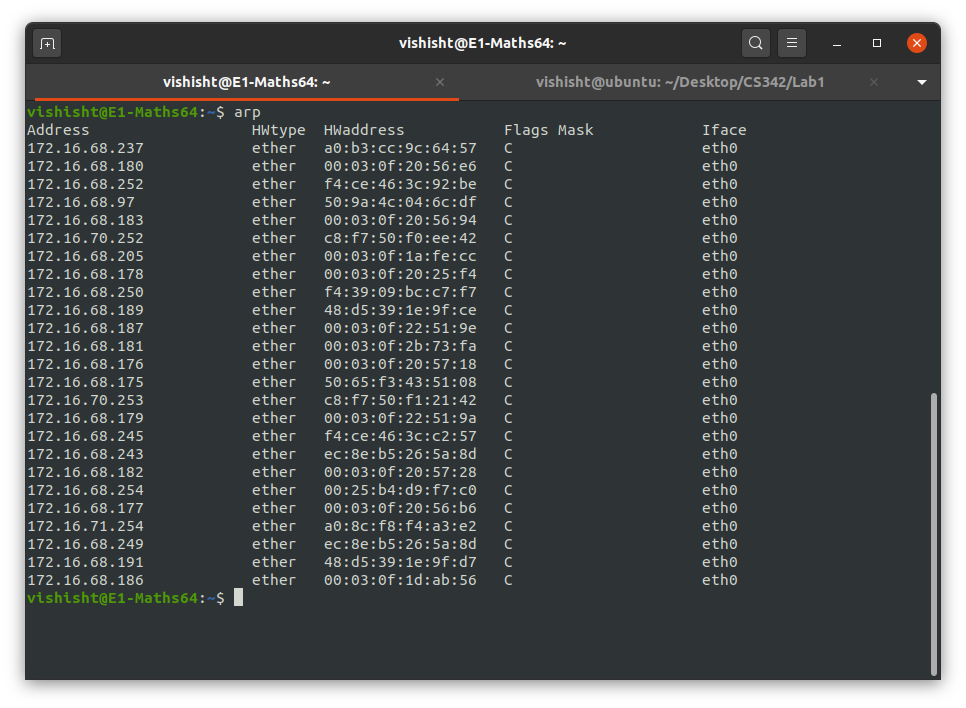 vishisht@E1-Maths64: ~
vishisht@E1-Maths64: ~ vishisht@ubuntu: ~/Desktop/CS342/Lab1
vishisht@E1-Maths64:~$ arp
Address HWtype HWaddress Flags Mask Iface
172.16.68.237 ether a0:b3:cc:9c:64:57 C eth0
172.16.68.180 ether 00:03:0f:20:56:e6 C eth0
172.16.68.252 ether f4:ce:46:3c:92:be C eth0
172.16.68.97 ether 50:9a:4c:04:6c:df C eth0
172.16.68.183 ether 00:03:0f:20:56:94 C eth0
172.16.70.252 ether c8:f7:50:f0:ee:42 C eth0
172.16.68.205 ether 00:03:0f:1a:fe:cc C eth0
172.16.68.178 ether 00:03:0f:20:25:f4 C eth0
172.16.68.250 ether f4:39:09:bc:c7:f7 C eth0
172.16.68.189 ether 48:d5:39:1e:9f:ce C eth0
172.16.68.187 ether 00:03:0f:22:51:9e C eth0
172.16.68.181 ether 00:03:0f:2b:73:fa C eth0
172.16.68.176 ether 00:03:0f:20:57:18 C eth0
172.16.68.175 ether 50:65:f3:43:51:08 C eth0
172.16.70.253 ether c8:f7:50:f1:21:42 C eth0
172.16.68.179 ether 00:03:0f:22:51:9a C eth0
172.16.68.245 ether f4:ce:46:3c:c2:57 C eth0
172.16.68.243 ether ec:8e:b5:26:5a:8d C eth0
172.16.68.182 ether 00:03:0f:20:57:28 C eth0
172.16.68.254 ether 00:25:b4:d9:f7:c0 C eth0
172.16.68.177 ether 00:03:0f:20:56:b6 C eth0
172.16.71.254 ether a0:8c:f8:f4:a3:e2 C eth0
172.16.68.249 ether ec:8e:b5:26:5a:8d C eth0
172.16.68.191 ether 48:d5:39:1e:9f:d7 C eth0
172.16.68.186 ether 00:03:0f:1d:ab:56 C eth0
vishisht@E1-Maths64:~$